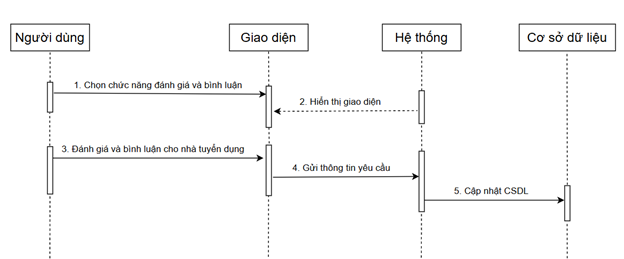 Người dùng
Giao diện
Hệ thống
Cơ sở dữ liệu
1. Chọn chức năng đánh giá và bình luận
2. Hiển thị giao diện
3. Đánh giá và bình luận cho nhà tuyển dụng
4. Gửi thông tin yêu cầu
5. Cập nhật CSDL